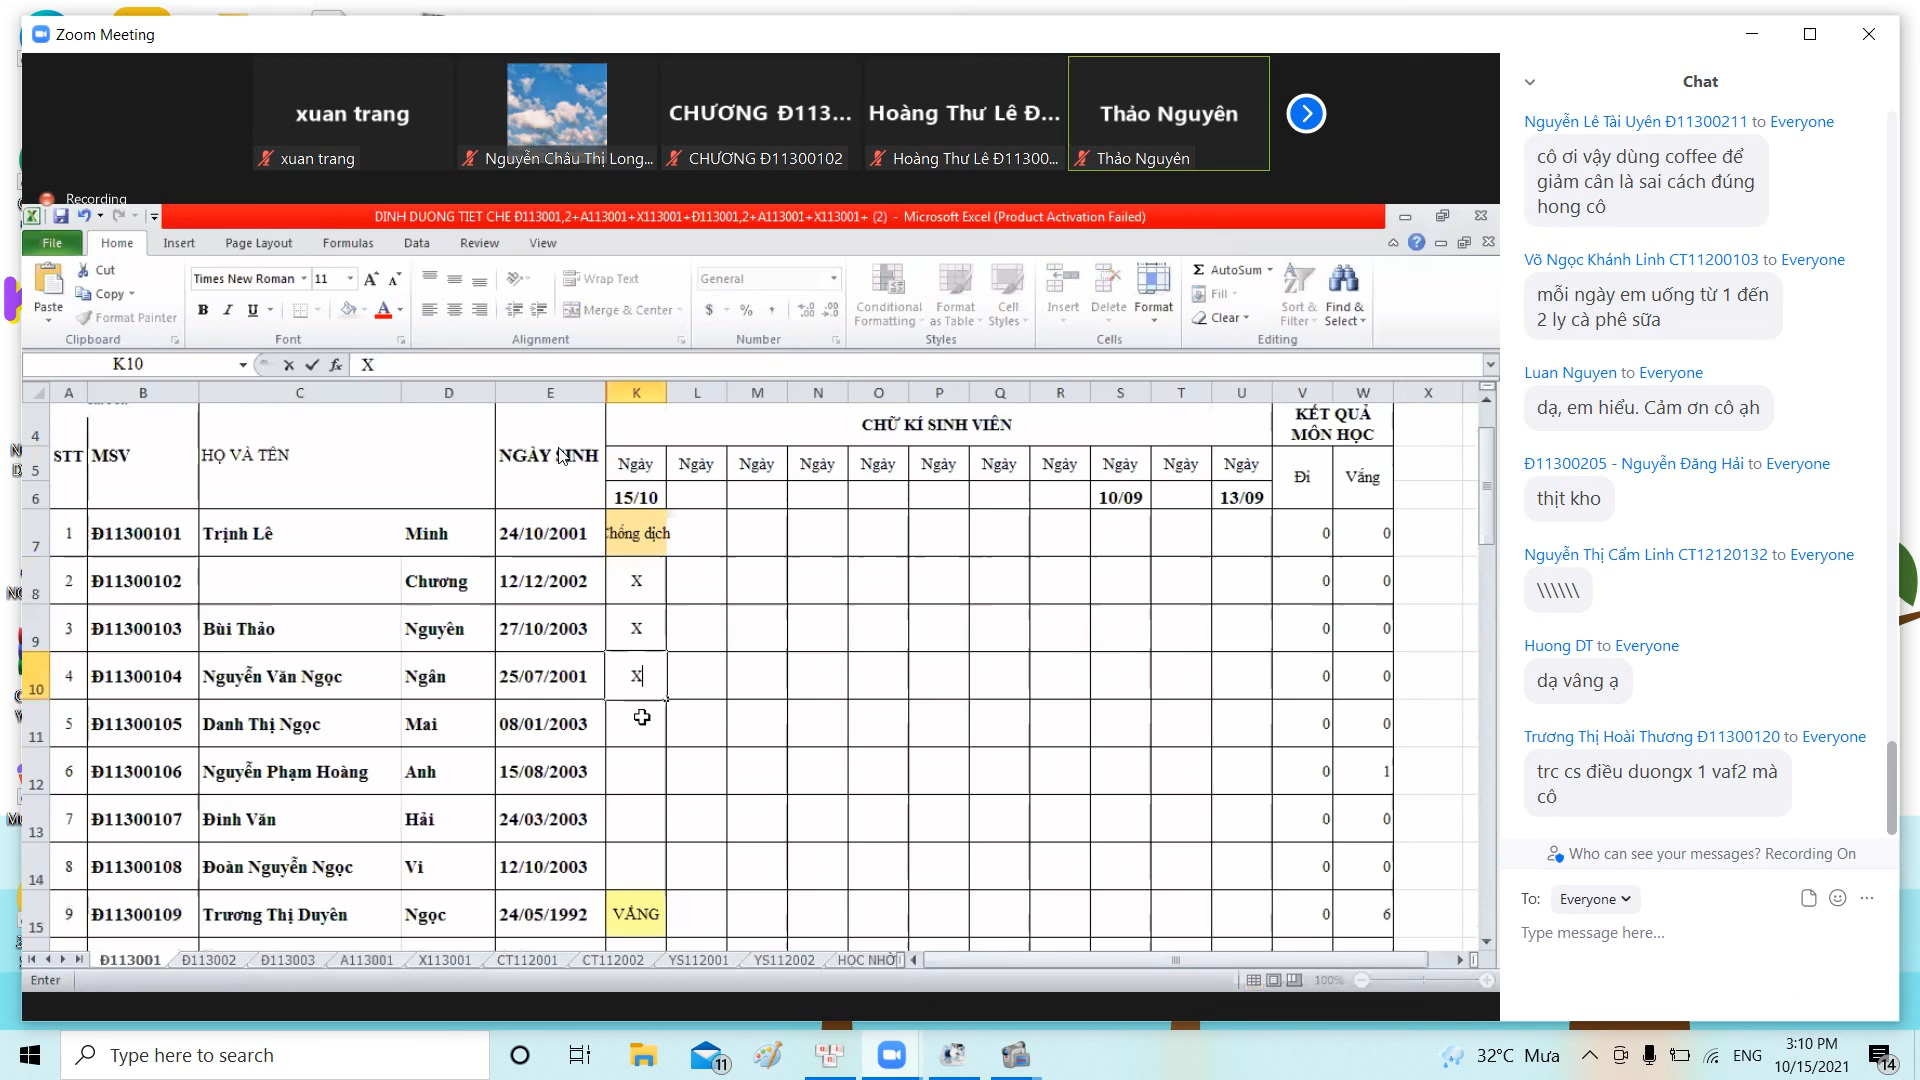 Zoom Meeting
xuan trang
CHƯƠNG Đ113...
Hoàng Thư Lê Đ...
Thảo Nguyên
xuan trang
Nguyễn Châu Thị Long...
CHƯƠNG Đ11300102
Hoàng Thư Lê Đ11300...
Thảo Nguyên
Recording
DINH DUONG TIET CHE Đ113001,2+A113001+X113001+Đ113001,2+A113001+X113001+ (2) - Microsoft Excel (Product Activation Failed)
File Home Insert Page Layout Formulas Data Review View
Paste Cut Copy Format Painter
Times New Roman 11
B I U A
Wrap Text
Merge & Center
General
$ % ,
Conditional Formatting Format as Table Cell Styles
Insert Delete Format
AutoSum Fill Clear
Sort & Filter Find & Select
Clipboard Font Alignment Number Styles Cells Editing
K10 fx X
A B C D E K L M N O P Q R S T U V W X
4 CHỮ KÍ SINH VIÊN KẾT QUẢ MÔN HỌC
5 STT MSV HỌ VÀ TÊN NGÀY SINH Ngày Ngày Ngày Ngày Ngày Ngày Ngày Ngày Ngày Ngày Ngày Đi Vắng
6 15/10 10/09 13/09
7 1 Đ11300101 Trịnh Lê Minh 24/10/2001 Chống dịch 0 0
8 2 Đ11300102 Chương 12/12/2002 X 0 0
9 3 Đ11300103 Bùi Thảo Nguyên 27/10/2003 X 0 0
10 4 Đ11300104 Nguyễn Văn Ngọc Ngân 25/07/2001 X 0 0
11 5 Đ11300105 Danh Thị Ngọc Mai 08/01/2003 0 0
12 6 Đ11300106 Nguyễn Phạm Hoàng Anh 15/08/2003 0 1
13 7 Đ11300107 Đinh Văn Hải 24/03/2003 0 0
14 8 Đ11300108 Đoàn Nguyễn Ngọc Vi 12/10/2003 0 0
15 9 Đ11300109 Trương Thị Duyên Ngọc 24/05/1992 VẮNG 0 6
Đ113001 Đ113002 Đ113003 A113001 X113001 CT112001 CT112002 YS112001 YS112002 HỌC NHỜ
Enter 100%
Chat
Nguyễn Lê Tài Uyên Đ11300211 to Everyone
cô ơi vậy dùng coffee để
giảm cân là sai cách đúng
hong cô
Võ Ngọc Khánh Linh CT11200103 to Everyone
mỗi ngày em uống từ 1 đến
2 ly cà phê sữa
Luan Nguyen to Everyone
dạ, em hiểu. Cảm ơn cô ạh
Đ11300205 - Nguyễn Đăng Hải to Everyone
thịt kho
Nguyễn Thị Cẩm Linh CT12120132 to Everyone
\\\\\\
Huong DT to Everyone
dạ vâng ạ
Trương Thị Hoài Thương Đ11300120 to Everyone
trc cs điều duongx 1 vaf2 mà
cô
Who can see your messages? Recording On
To: Everyone
Type message here...
Type here to search
11
32°C Mưa
ENG
3:10 PM
10/15/2021
14